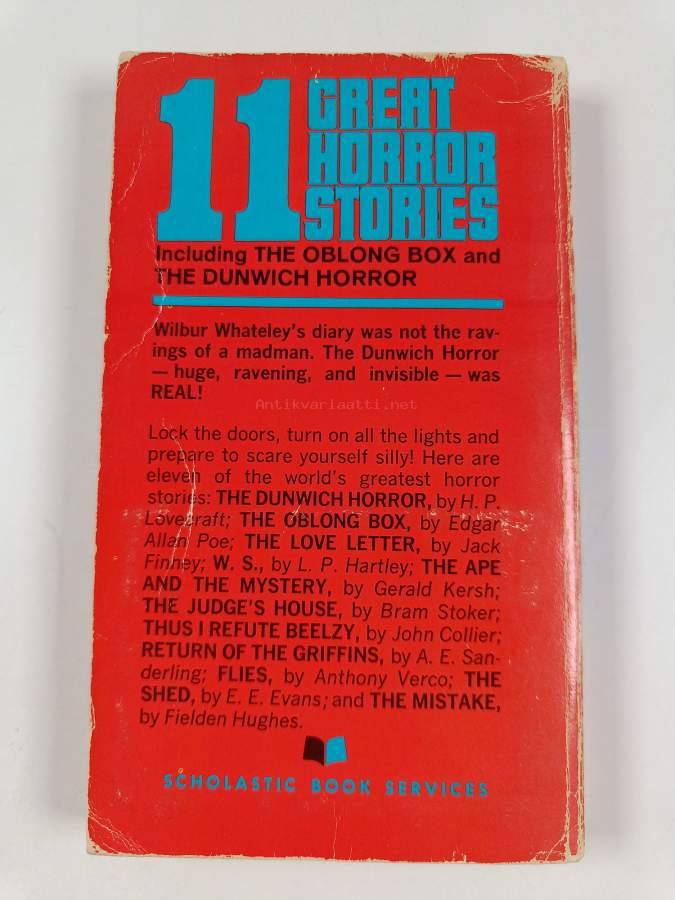 11 GREAT
HORROR
STORIES
Including THE OBLONG BOX and
THE DUNWICH HORROR
Wilbur Whateley's diary was not the rav-
ings of a madman. The Dunwich Horror
— huge, ravening, and invisible — was
REAL!
Antikvariaatti.net
Lock the doors, turn on all the lights and
prepare to scare yourself silly! Here are
eleven of the world's greatest horror
stories: THE DUNWICH HORROR, by H. P.
Lovecraft; THE OBLONG BOX, by Edgar
Allan Poe; THE LOVE LETTER, by Jack
Finney; W. S., by L. P. Hartley; THE APE
AND THE MYSTERY, by Gerald Kersh;
THE JUDGE'S HOUSE, by Bram Stoker;
THUS I REFUTE BEELZY, by John Collier;
RETURN OF THE GRIFFINS, by A. E. San-
derling; FLIES, by Anthony Verco; THE
SHED, by E. E. Evans; and THE MISTAKE,
by Fielden Hughes.
SCHOLASTIC BOOK SERVICES